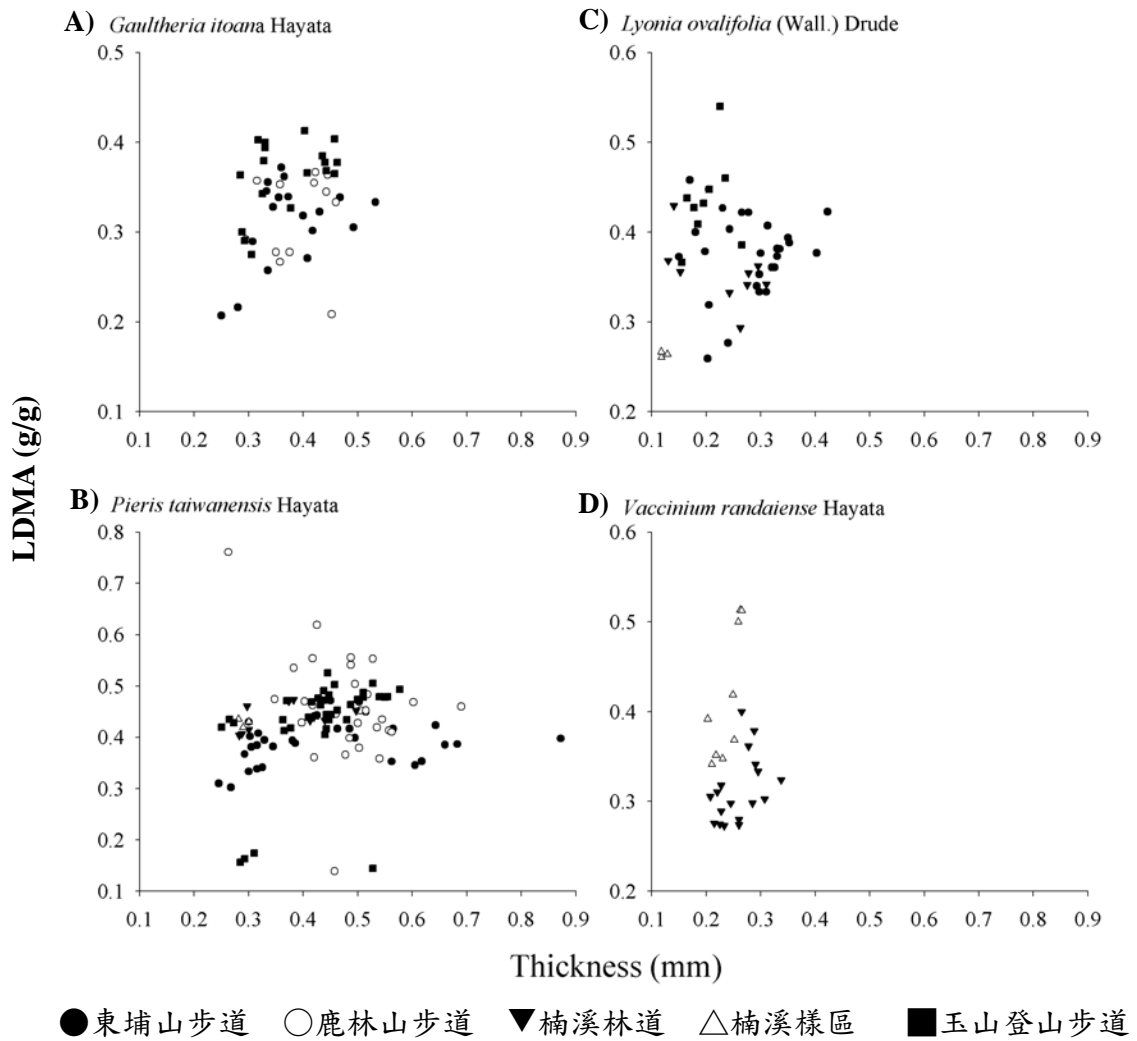 A) Gaultheria itoana Hayata
0.5
0.4
0.3
0.2
0.1
0.1 0.2 0.3 0.4 0.5 0.6 0.7 0.8 0.9
C) Lyonia ovalifolia (Wall.) Drude
0.6
0.5
0.4
0.3
0.2
0.1 0.2 0.3 0.4 0.5 0.6 0.7 0.8 0.9
LDMA (g/g)
B) Pieris taiwanensis Hayata
0.8
0.7
0.6
0.5
0.4
0.3
0.2
0.1
0.1 0.2 0.3 0.4 0.5 0.6 0.7 0.8 0.9
D) Vaccinium randaiense Hayata
0.6
0.5
0.4
0.3
0.2
0.1 0.2 0.3 0.4 0.5 0.6 0.7 0.8 0.9
Thickness (mm)
●東埔山步道 ○鹿林山步道 ▼楠溪林道 △楠溪樣區 ■玉山登山步道